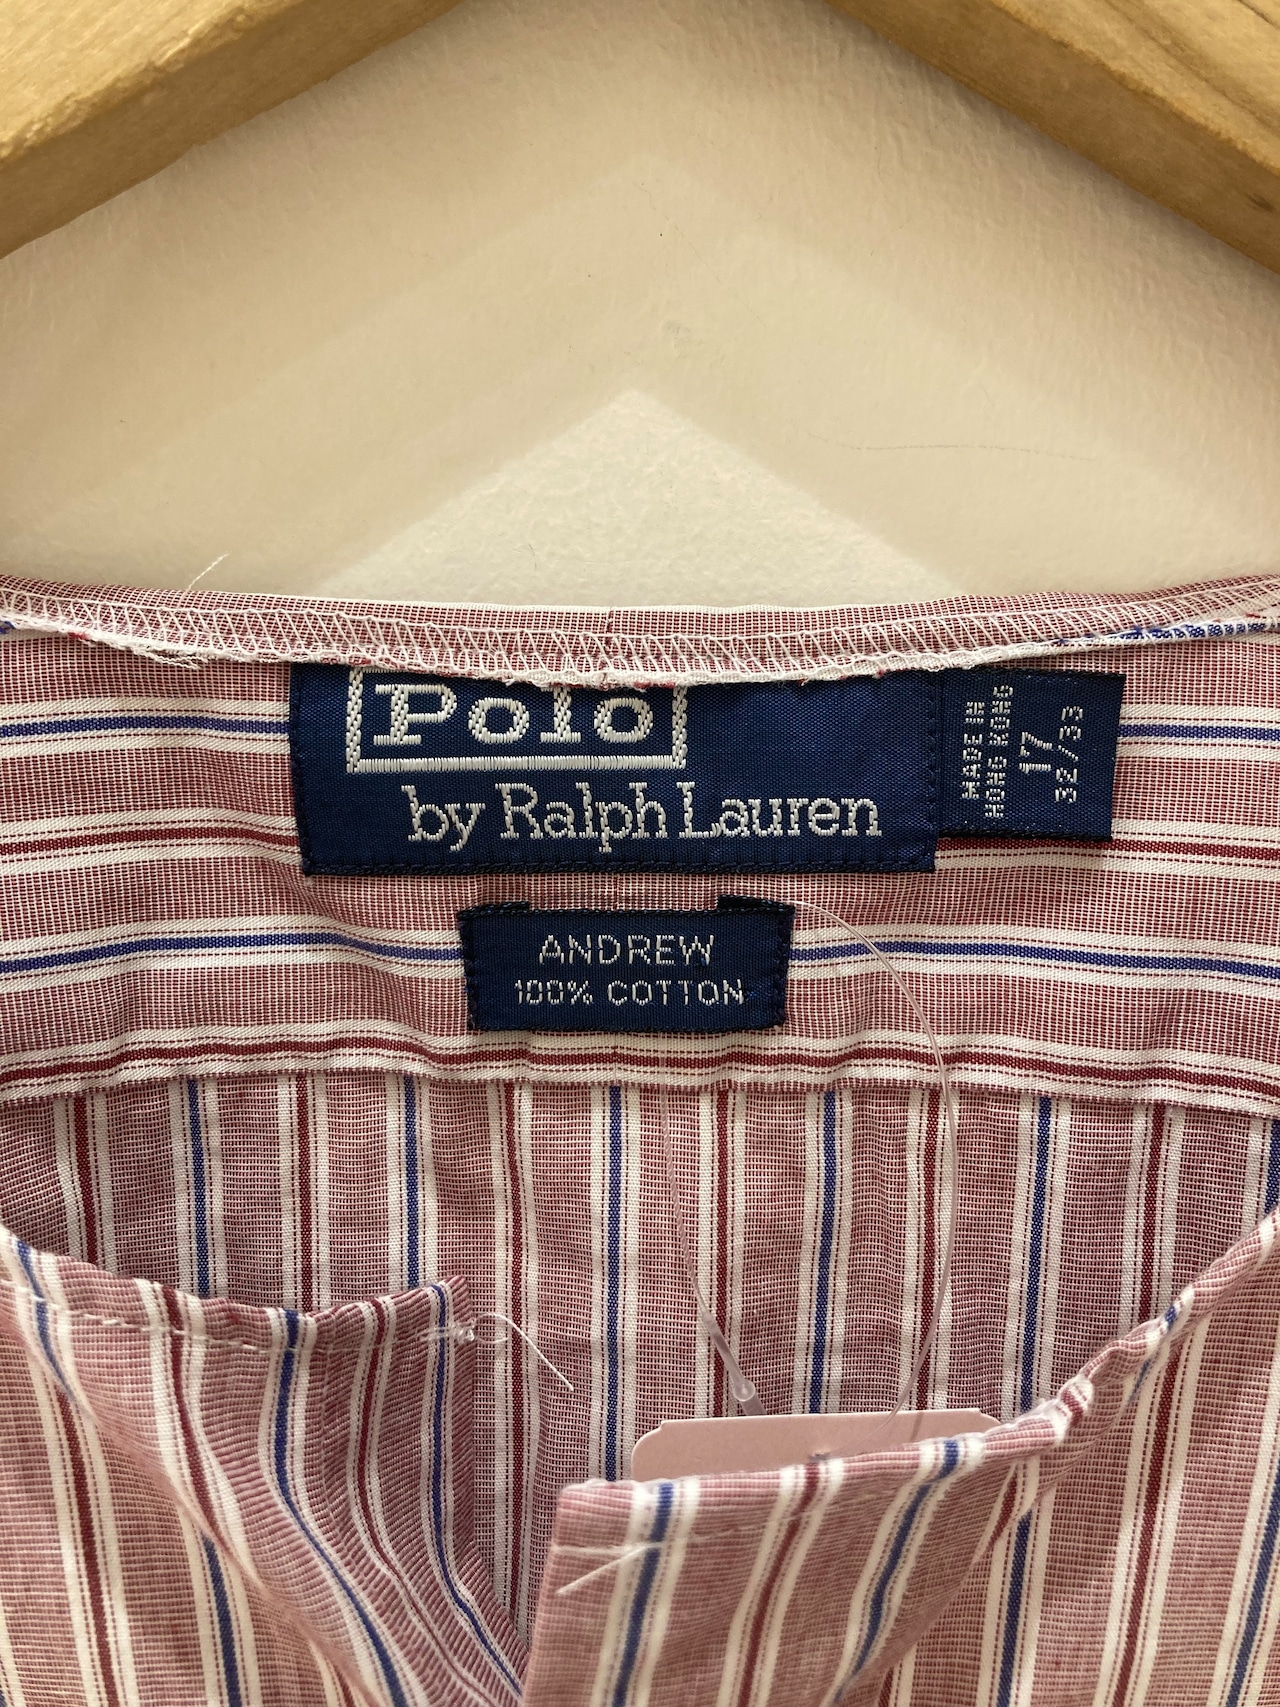 Polo
by Ralph Lauren
MADE IN
HONG KONG
17
32/33
ANDREW
100% COTTON